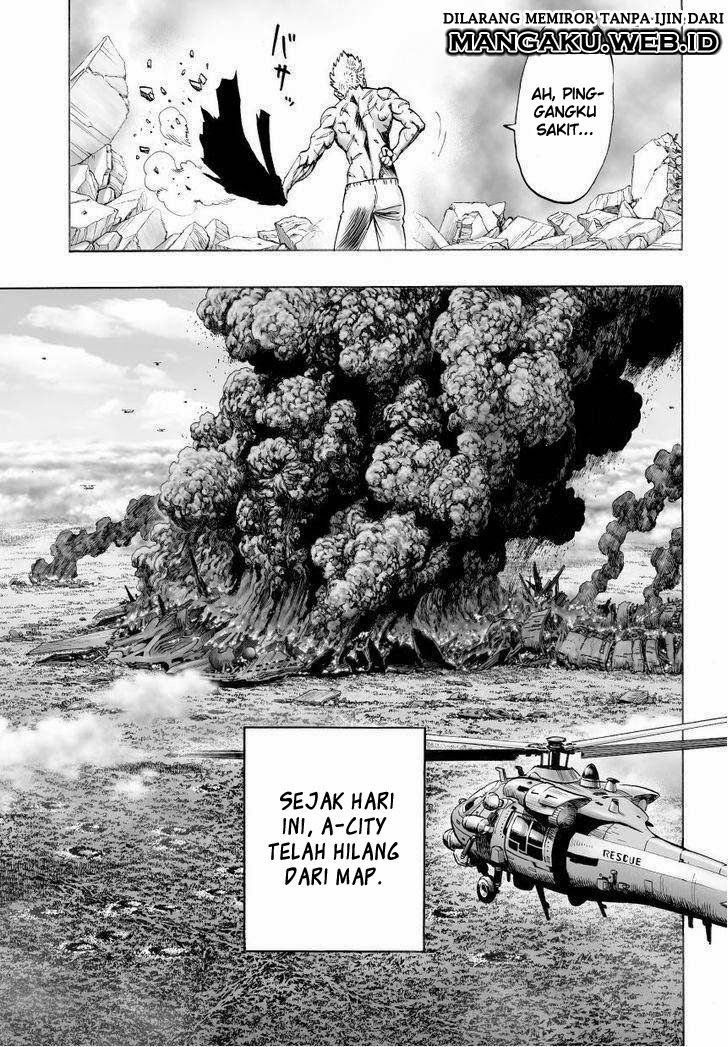 DILARANG MEMIROR TANPA IJIN DARI
MANGAKU.WEB.ID
AH, PING-
GANGKU
SAKIT...
バサ
SEJAK HARI
INI, A-CITY
TELAH HILANG
DARI MAP.
RESCUE